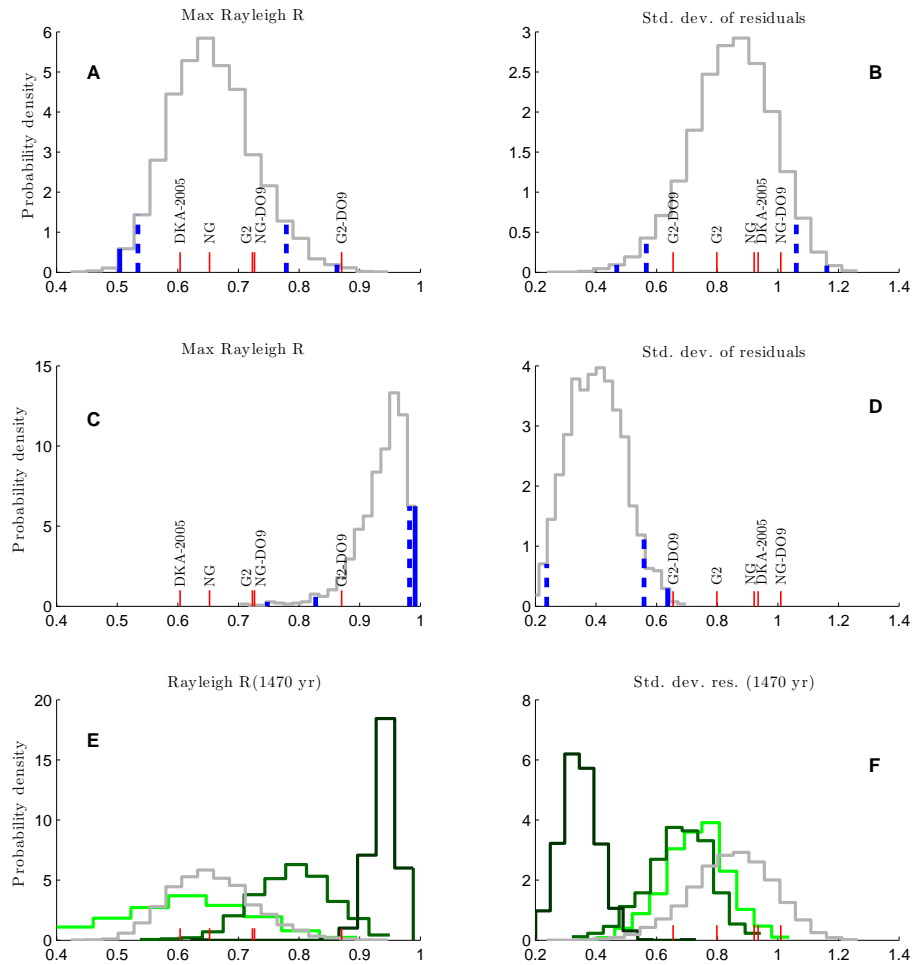 Max Rayleigh R
Probability density
6
5
4
3
2
1
0
A
DKA-2005
NG
G2
NG-DO9
G2-DO9
0.4 0.5 0.6 0.7 0.8 0.9 1
Std. dev. of residuals
3
2.5
2
1.5
1
0.5
0
B
G2-DO9
G2
NG
DKA-2005
NG-DO9
0.2 0.4 0.6 0.8 1 1.2 1.4
Max Rayleigh R
Probability density
15
10
5
0
C
DKA-2005
NG
G2
NG-DO9
G2-DO9
0.4 0.5 0.6 0.7 0.8 0.9 1
Std. dev. of residuals
4
3
2
1
0
D
G2-DO9
G2
NG
DKA-2005
NG-DO9
0.2 0.4 0.6 0.8 1 1.2 1.4
Rayleigh R(1470 yr)
Probability density
20
15
10
5
0
E
0.4 0.5 0.6 0.7 0.8 0.9 1
Std. dev. res. (1470 yr)
8
6
4
2
0
F
0.2 0.4 0.6 0.8 1 1.2 1.4